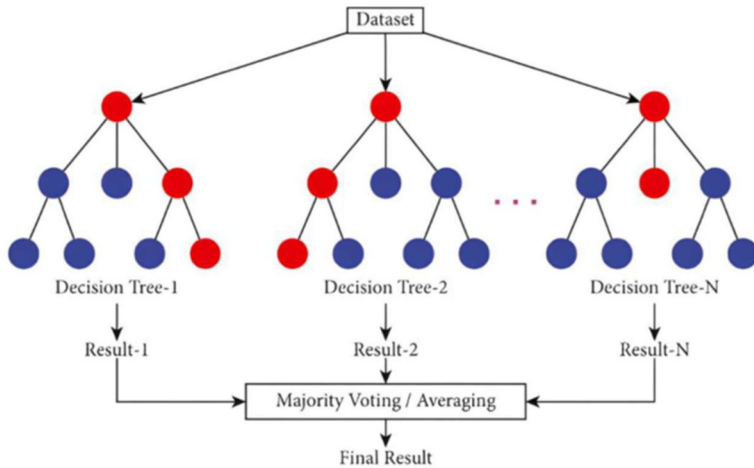 Dataset
Decision Tree-1
Decision Tree-2
Decision Tree-N
Result-1
Result-2
Result-N
Majority Voting / Averaging
Final Result